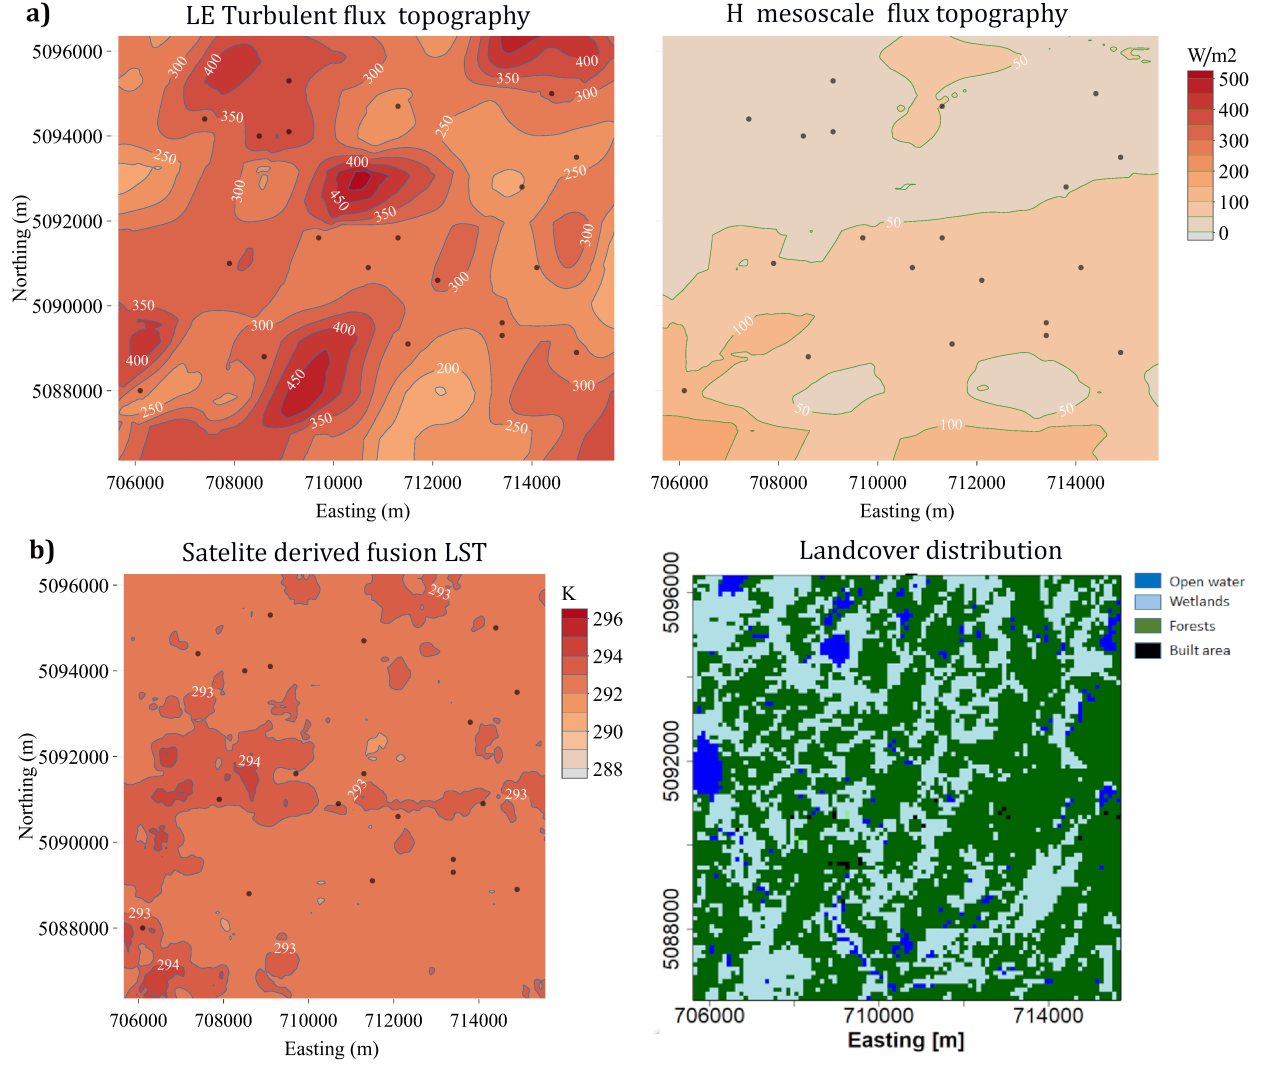 a)
LE Turbulent flux topography
H mesoscale flux topography
Northing (m)
5096000
5094000
5092000
5090000
5088000
300
400
300
350
400
350
300
250
250
400
450
350
300
250
300
350
300
300
400
400
450
350
200
300
250
250
706000 708000 710000 712000 714000
Easting (m)
50
50
100
50
50
100
706000 708000 710000 712000 714000
Easting (m)
W/m2
500
400
300
200
100
0
b)
Satelite derived fusion LST
Northing (m)
5096000
5094000
5092000
5090000
5088000
293
293
294
293
293
293
293
294
706000 708000 710000 712000 714000
Easting (m)
K
296
294
292
290
288
Landcover distribution
5096000
5092000
5088000
706000 710000 714000
Easting [m]
Open water
Wetlands
Forests
Built area